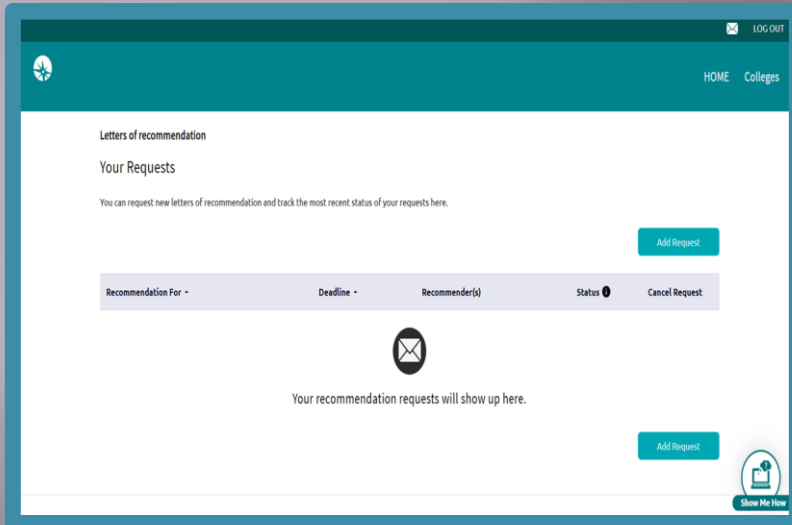 LOG OUT
HOME Colleges
Letters of recommendation
Your Requests
You can request new letters of recommendation and track the most recent status of your requests here.
Add Request
Recommendation For Deadline Recommender(s) Status Cancel Request
Your recommendation requests will show up here.
Add Request
Show Me How